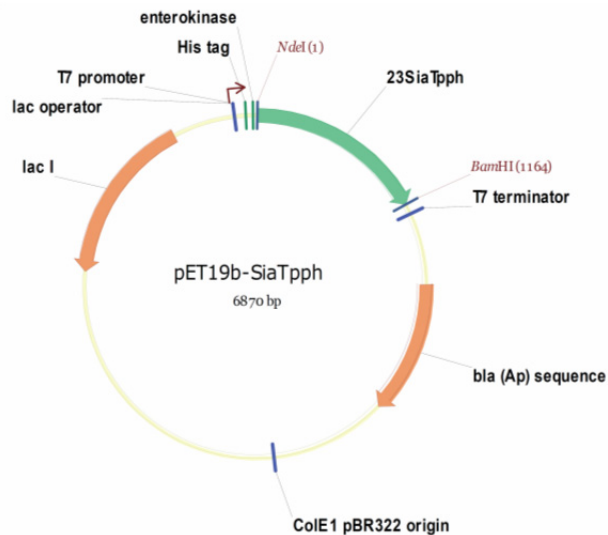 enterokinase
His tag
NdeI (1)
T7 promoter
23SiaTpph
lac operator
lac I
BamHI (1164)
T7 terminator
pET19b-SiaTpph
6870 bp
bla (Ap) sequence
ColE1 pBR322 origin